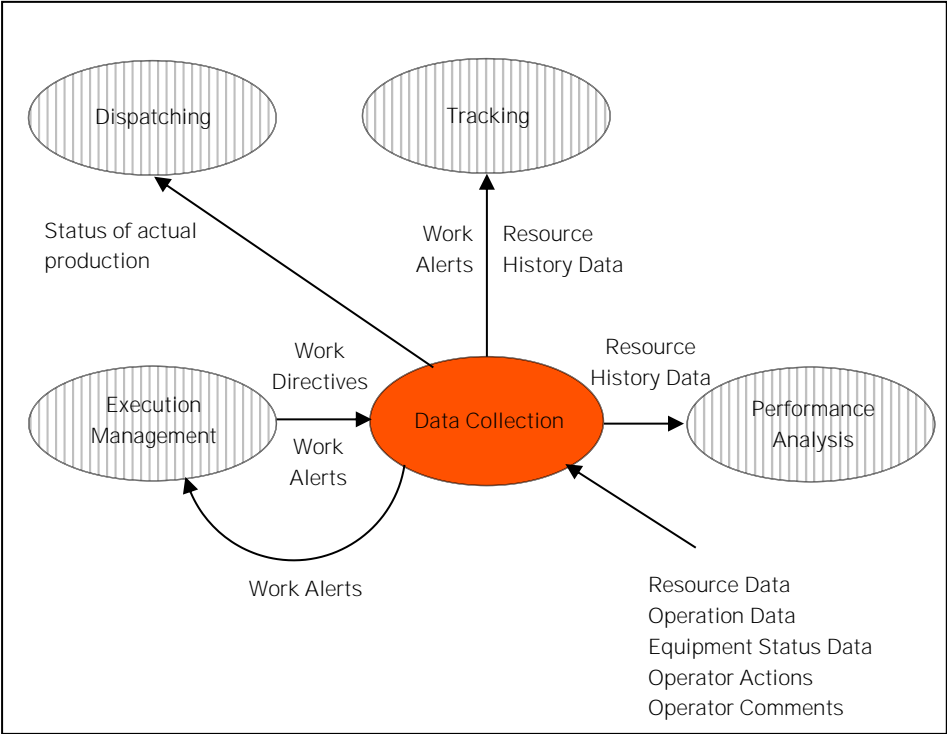 Dispatching
Tracking
Status of actual
production
Work
Alerts
Resource
History Data
Work
Directives
Resource
History Data
Execution
Management
Data Collection
Performance
Analysis
Work
Alerts
Work Alerts
Resource Data
Operation Data
Equipment Status Data
Operator Actions
Operator Comments